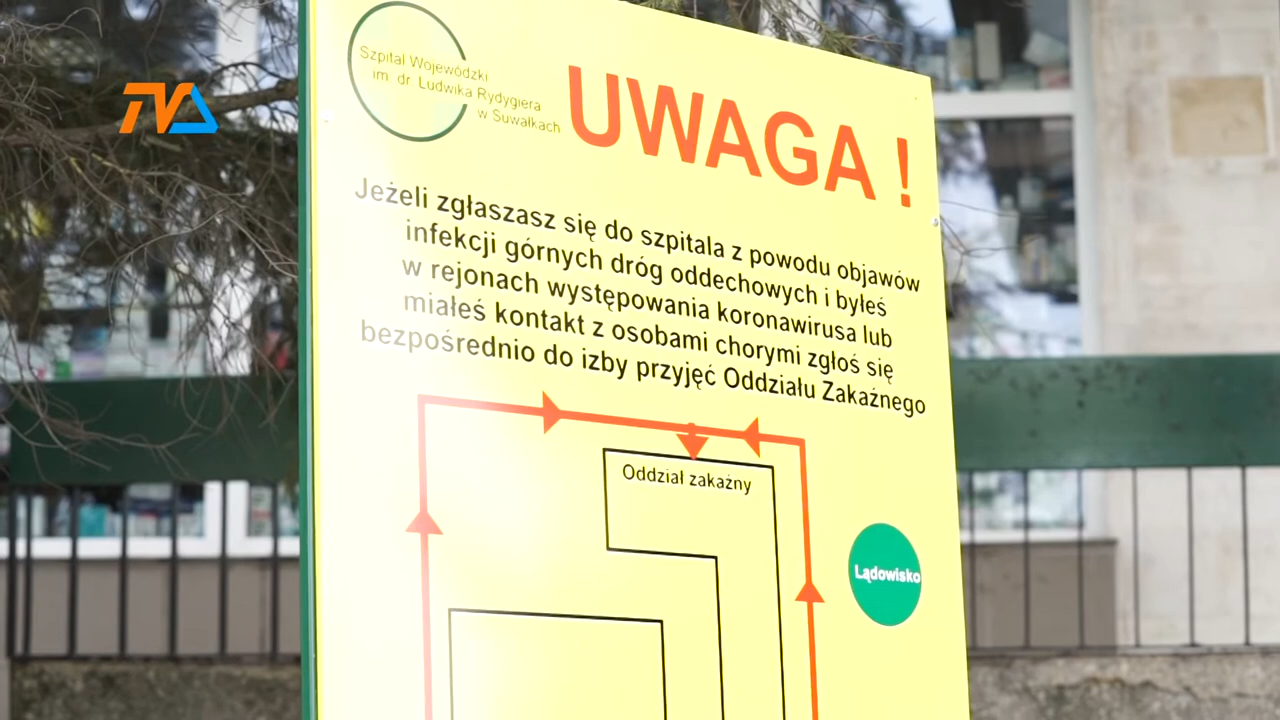 TVA
Szpital Wojewódzki
im. dr Ludwika Rydygiera
w Suwałkach
UWAGA !
Jeżeli zgłaszasz się do szpitala z powodu objawów
infekcji górnych dróg oddechowych i byłeś
w rejonach występowania koronawirusa lub
miałeś kontakt z osobami chorymi zgłoś się
bezpośrednio do izby przyjęć Oddziału Zakaźnego
Oddział zakaźny
Lądowisko